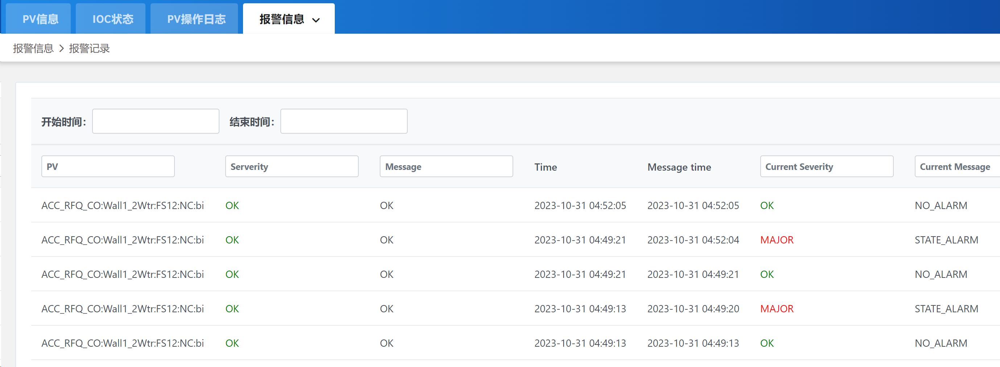 PV信息 IOC状态 PV操作日志 报警信息
报警信息 > 报警记录
开始时间： 结束时间：
PV Serverity Message Time Message time Current Severity Current Message
ACC_RFQ_CO:Wall1_2Wtr:FS12:NC:bi OK OK 2023-10-31 04:52:05 2023-10-31 04:52:05 OK NO_ALARM
ACC_RFQ_CO:Wall1_2Wtr:FS12:NC:bi OK OK 2023-10-31 04:49:21 2023-10-31 04:52:04 MAJOR STATE_ALARM
ACC_RFQ_CO:Wall1_2Wtr:FS12:NC:bi OK OK 2023-10-31 04:49:21 2023-10-31 04:49:21 OK NO_ALARM
ACC_RFQ_CO:Wall1_2Wtr:FS12:NC:bi OK OK 2023-10-31 04:49:13 2023-10-31 04:49:20 MAJOR STATE_ALARM
ACC_RFQ_CO:Wall1_2Wtr:FS12:NC:bi OK OK 2023-10-31 04:49:13 2023-10-31 04:49:13 OK NO_ALARM